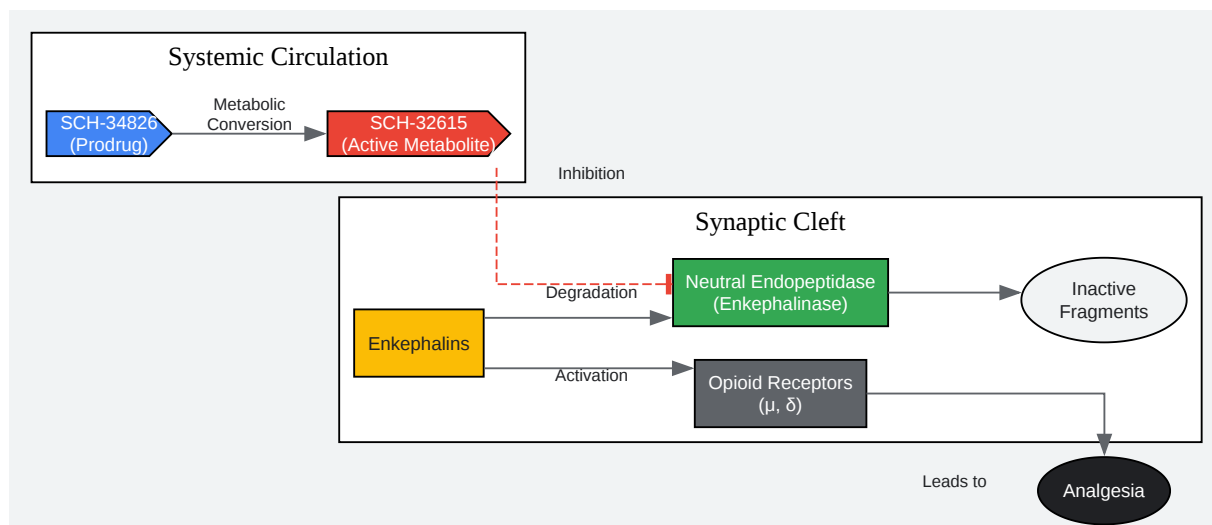 Systemic Circulation
SCH-34826
(Prodrug)
Metabolic
Conversion
SCH-32615
(Active Metabolite)
Inhibition
Synaptic Cleft
Enkephalins
Degradation
Neutral Endopeptidase
(Enkephalinase)
Inactive
Fragments
Activation
Opioid Receptors
(μ, δ)
Leads to
Analgesia